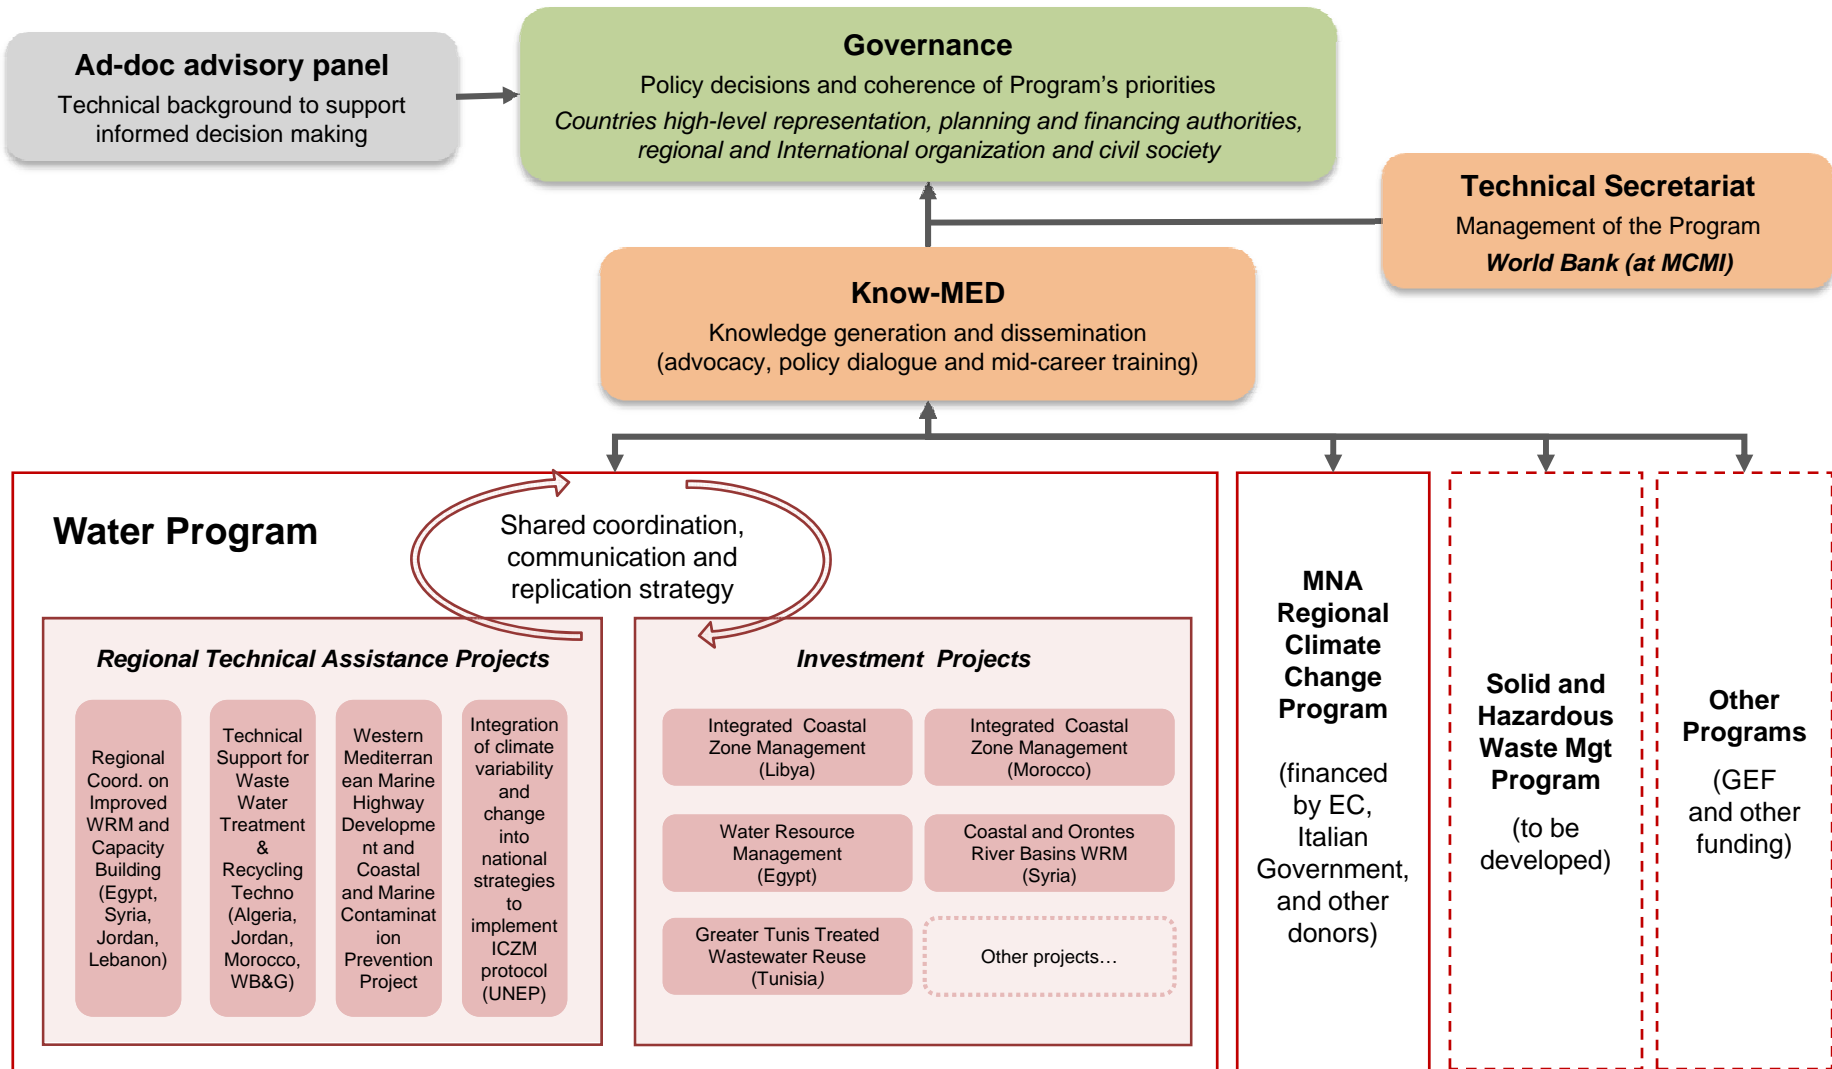 Ad-doc advisory panel
Technical background to support
informed decision making
Governance
Policy decisions and coherence of Program's priorities
Countries high-level representation, planning and financing authorities,
regional and International organization and civil society
Technical Secretariat
Management of the Program
World Bank (at MCMI)
Know-MED
Knowledge generation and dissemination
(advocacy, policy dialogue and mid-career training)
Water Program
Shared coordination,
communication and
replication strategy
Regional Technical Assistance Projects
Regional
Coord. on
Improved
WRM and
Capacity
Building
(Egypt,
Syria,
Jordan,
Lebanon)
Technical
Support for
Waste
Water
Treatment
&
Recycling
Techno
(Algeria,
Jordan,
Morocco,
WB&G)
Western
Mediterran
ean Marine
Highway
Developme
nt and
Coastal
and Marine
Contaminat
ion
Prevention
Project
Integration
of climate
variability
and
change
into
national
strategies
to
implement
ICZM
protocol
(UNEP)
Investment Projects
Integrated Coastal
Zone Management
(Libya)
Integrated Coastal
Zone Management
(Morocco)
Water Resource
Management
(Egypt)
Coastal and Orontes
River Basins WRM
(Syria)
Greater Tunis Treated
Wastewater Reuse
(Tunisia)
Other projects…
MNA
Regional
Climate
Change
Program
(financed
by EC,
Italian
Government,
and other
donors)
Solid and
Hazardous
Waste Mgt
Program
(to be
developed)
Other
Programs
(GEF
and other
funding)